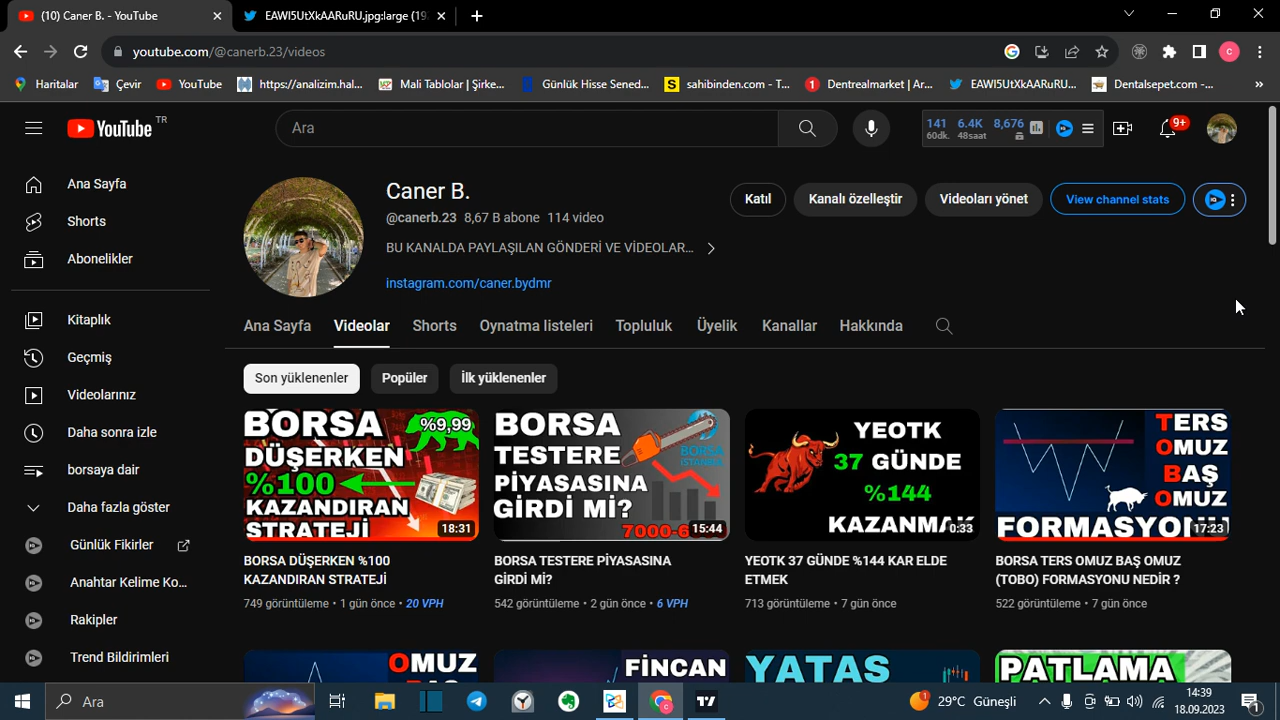 (10) Caner B. - YouTube
EAWI5UtXkAARuRU.jpg:large (19
youtube.com/@canerb.23/videos
Haritalar
Çevir
YouTube
https://analizim.hal...
Mali Tablolar | Şirke...
Günlük Hisse Sened...
sahibinden.com - T...
Dentrealmarket | Ar...
EAWI5UtXkAARuRU...
Dentalsepet.com -...
YouTube TR
Ara
141 6.4K 8,676
60dk. 48saat
9+
Ana Sayfa
Shorts
Abonelikler
Kitaplık
Geçmiş
Videolarınız
Daha sonra izle
borsaya dair
Daha fazla göster
Günlük Fikirler
Anahtar Kelime Ko...
Rakipler
Trend Bildirimleri
Caner B.
@canerb.23 8,67 B abone 114 video
BU KANALDA PAYLAŞILAN GÖNDERİ VE VİDEOLAR...
instagram.com/caner.bydmr
Katıl
Kanalı özelleştir
Videoları yönet
View channel stats
Ana Sayfa Videolar Shorts Oynatma listeleri Topluluk Üyelik Kanallar Hakkında
Son yüklenenler Popüler İlk yüklenenler
BORSA %9,99
DÜŞERKEN
%100
KAZANDIRAN
STRATEJİ
18:31
BORSA DÜŞERKEN %100
KAZANDIRAN STRATEJİ
749 görüntüleme • 1 gün önce • 20 VPH
BORSA
TESTERE
PİYASASINA
GİRDİ Mİ?
BORSA
İSTANBUL
7000-6
15:44
BORSA TESTERE PİYASASINA
GİRDİ Mİ?
542 görüntüleme • 2 gün önce • 6 VPH
YEOTK
37 GÜNDE
%144
KAZANMA
0:33
YEOTK 37 GÜNDE %144 KAR ELDE
ETMEK
713 görüntüleme • 7 gün önce
TERS
OMUZ
BAŞ
OMUZ
FORMASYONU
17:23
BORSA TERS OMUZ BAŞ OMUZ
(TOBO) FORMASYONU NEDİR ?
522 görüntüleme • 7 gün önce
OMUZ
FİNCAN
YATAS
PATLAMA
Ara
29°C Güneşli
14:39
18.09.2023
1